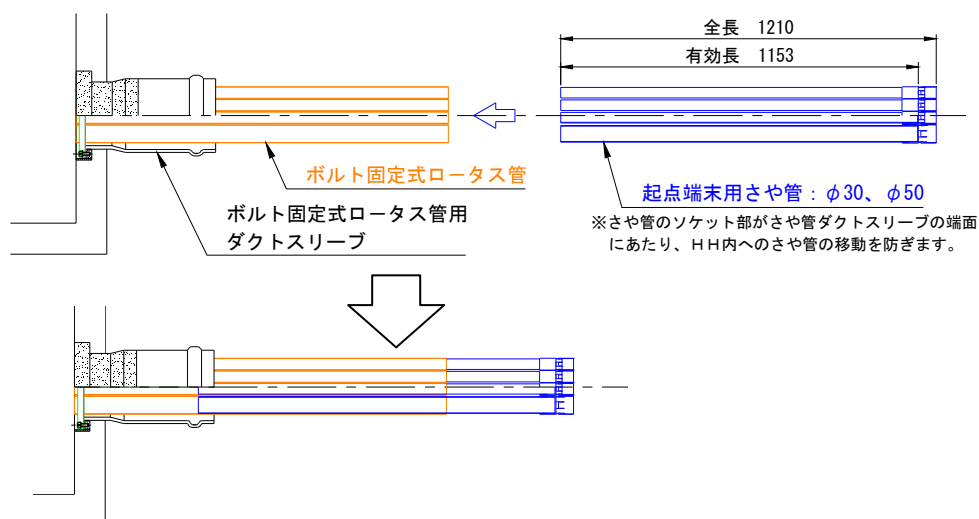 全長 1210
有効長 1153
ボルト固定式ロータス管
ボルト固定式ロータス管用
ダクトスリーブ
起点端末用さや管：φ30、φ50
※さや管のソケット部がさや管ダクトスリーブの端面
にあたり、ＨＨ内へのさや管の移動を防ぎます。